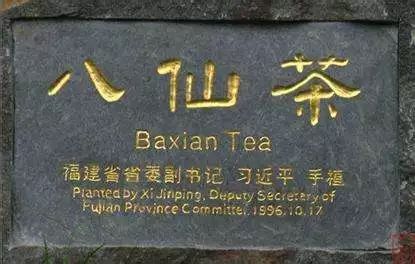 八仙茶
Baxian Tea
福建省省委副书记 习近平 手植
Planted by Xi Jinping, Deputy Secretary of
Fujian Province Committee, 1996.10.17